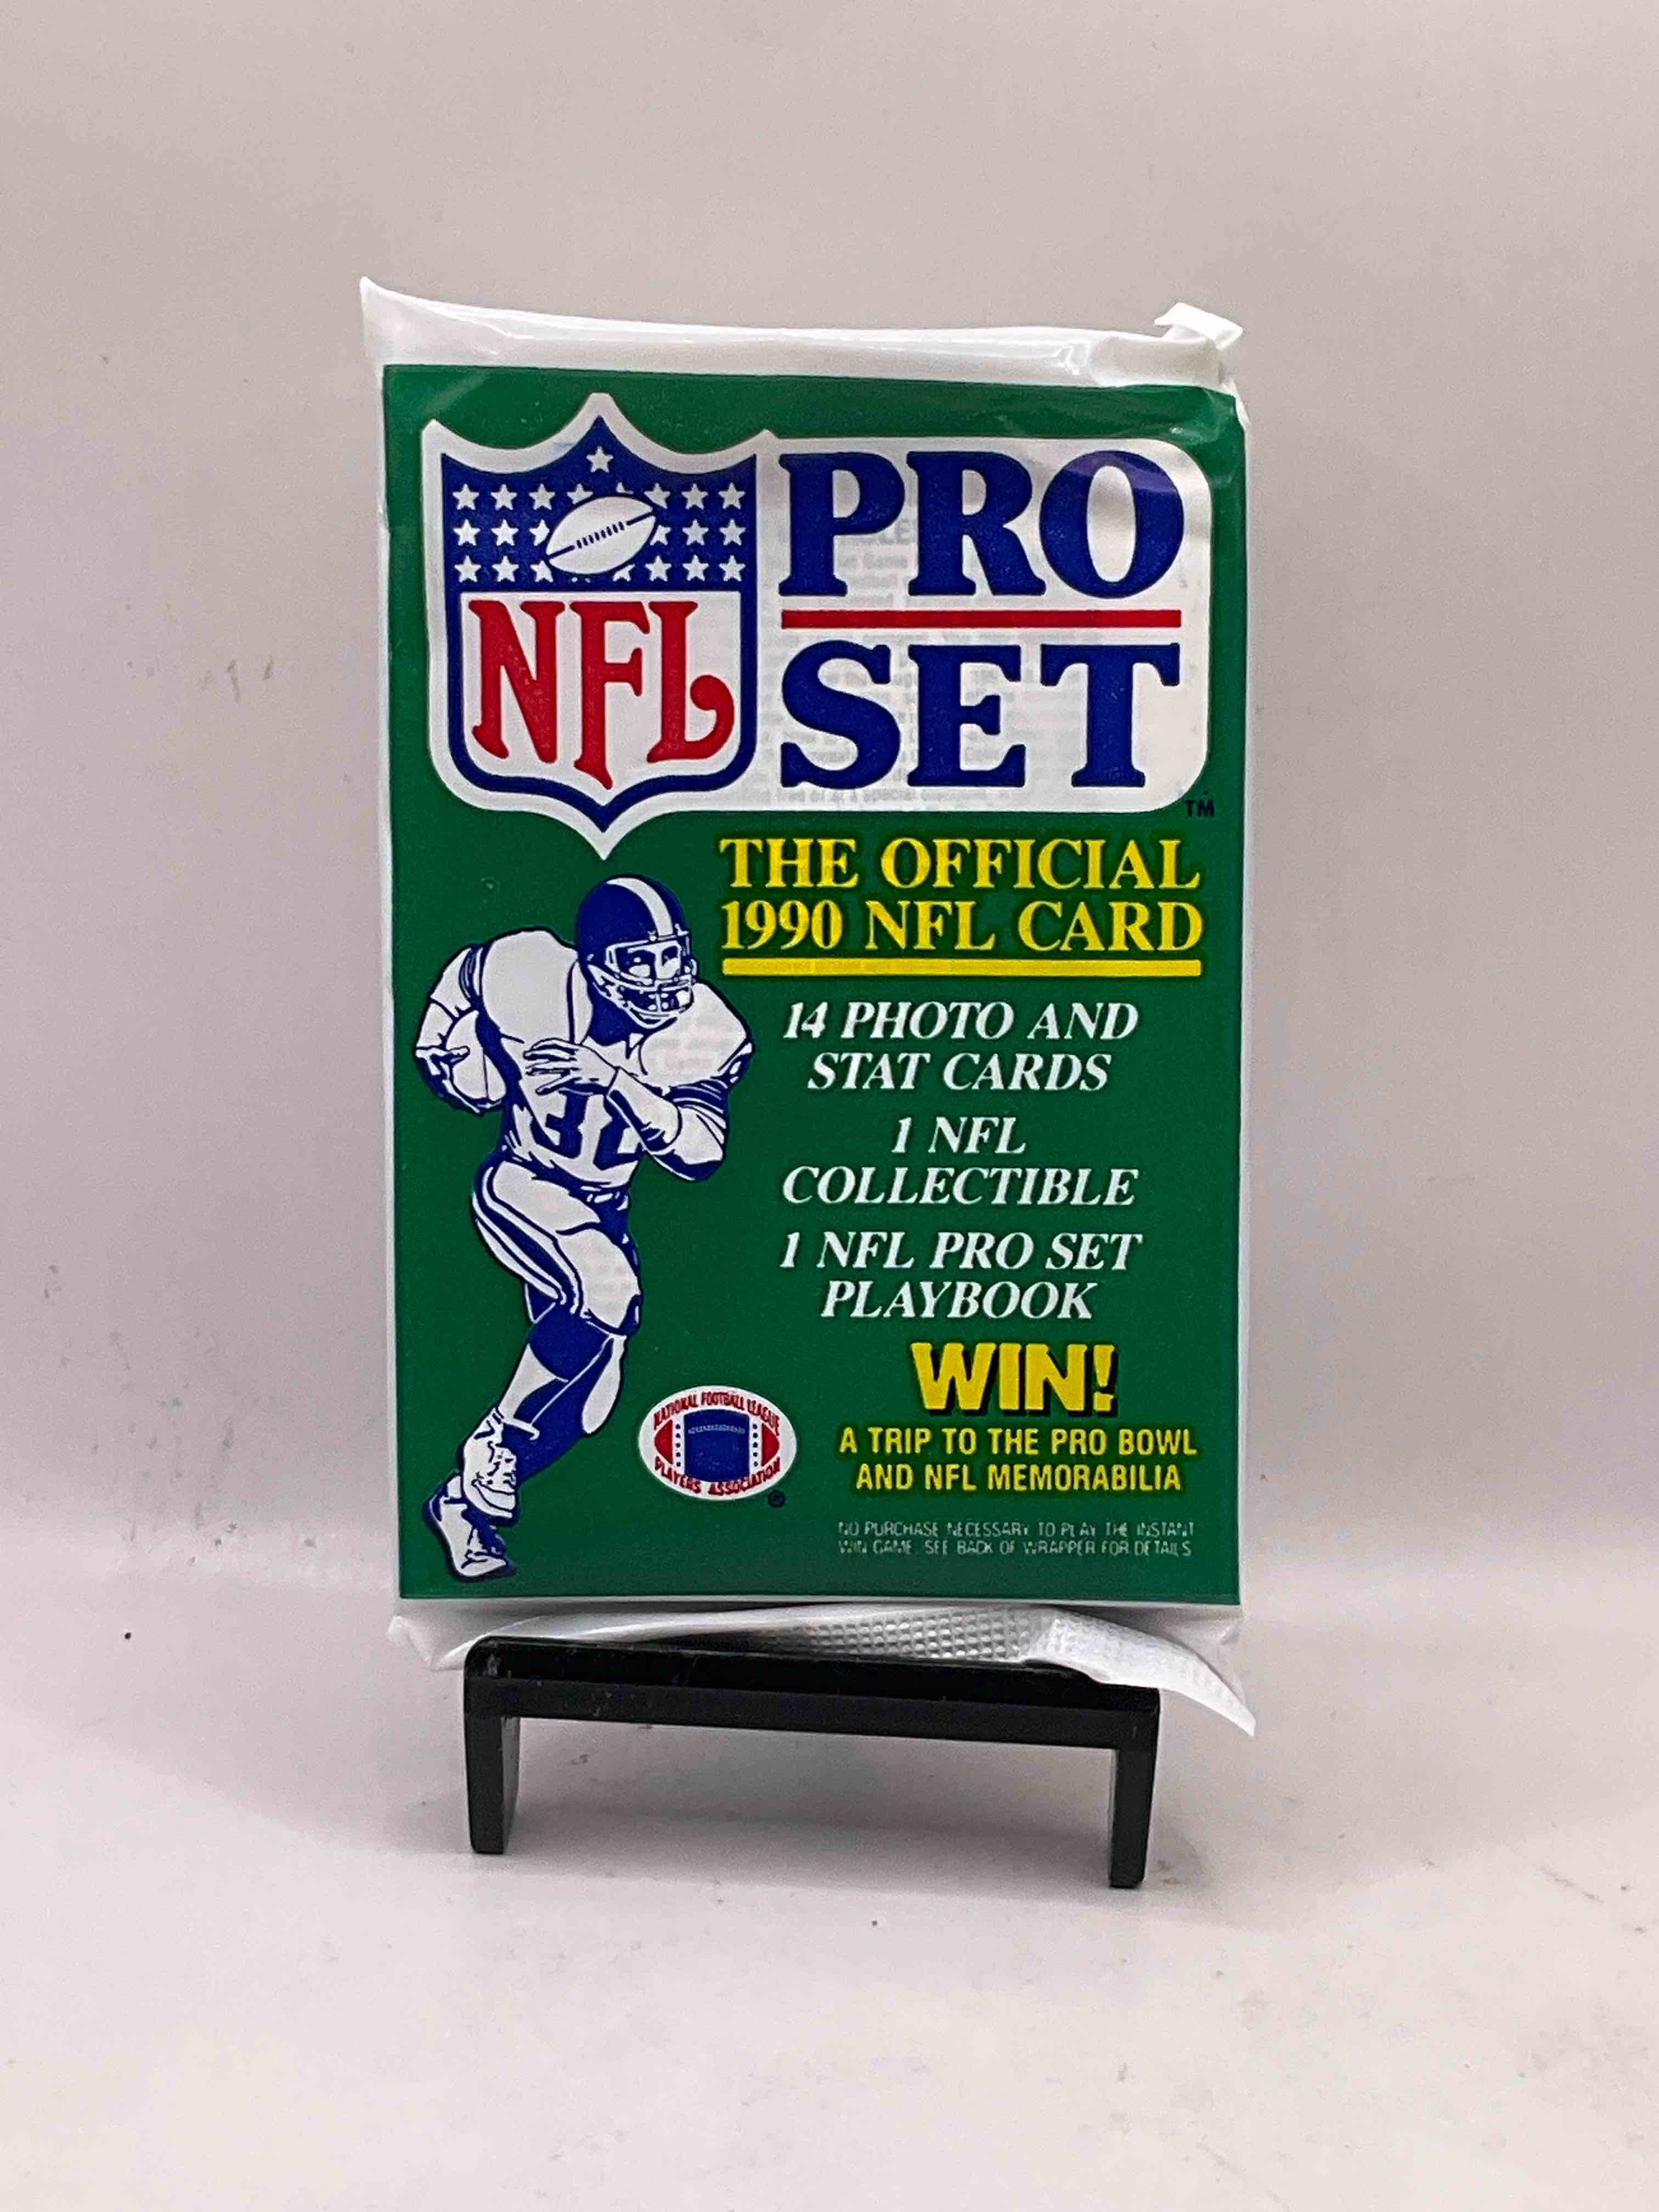 NFL
PRO
SET
TM
THE OFFICIAL
1990 NFL CARD
14 PHOTO AND
STAT CARDS
1 NFL
COLLECTIBLE
1 NFL PRO SET
PLAYBOOK
WIN!
A TRIP TO THE PRO BOWL
AND NFL MEMORABILIA
NATIONAL FOOTBALL LEAGUE
PLAYERS ASSOCIATION
®
NO PURCHASE NECESSARY TO PLAY THE INSTANT
WIN GAME. SEE BACK OF WRAPPER FOR DETAILS